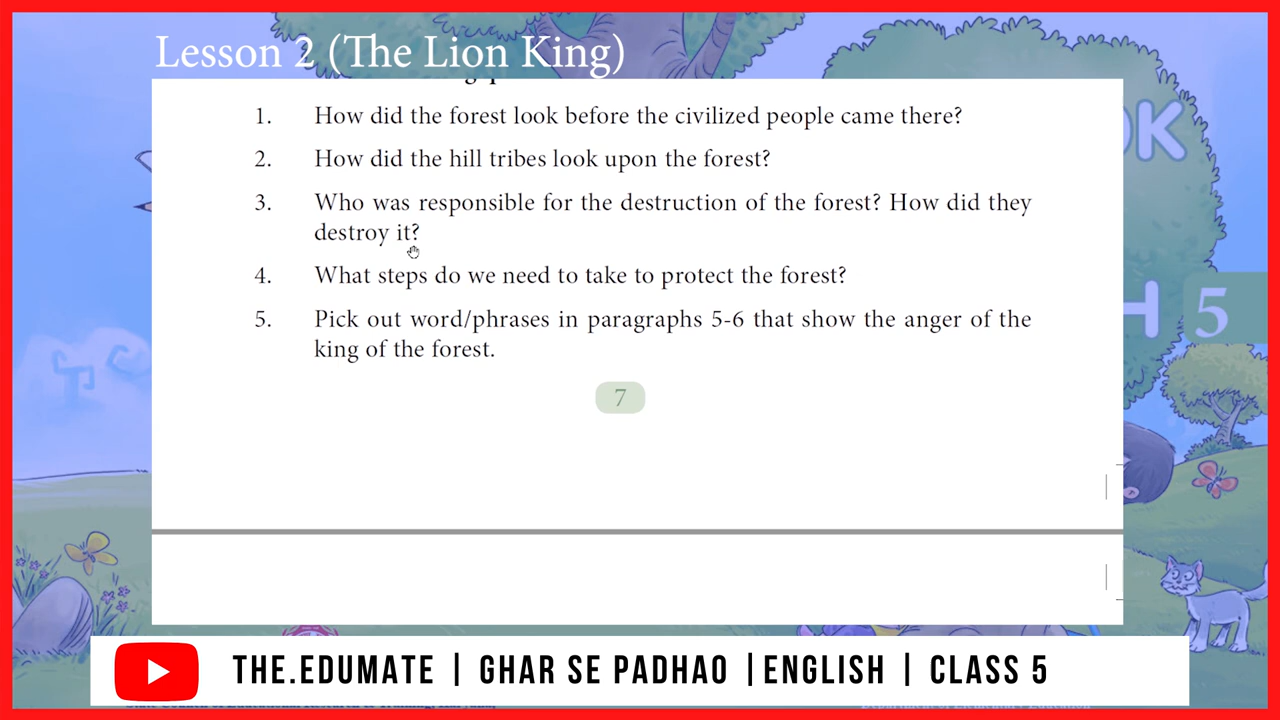 Lesson 2 (The Lion King)
1. How did the forest look before the civilized people came there?
2. How did the hill tribes look upon the forest?
3. Who was responsible for the destruction of the forest? How did they
destroy it?
4. What steps do we need to take to protect the forest?
5. Pick out word/phrases in paragraphs 5-6 that show the anger of the
king of the forest.
7
OK
H 5
THE.EDUMATE | GHAR SE PADHAO | ENGLISH | CLASS 5